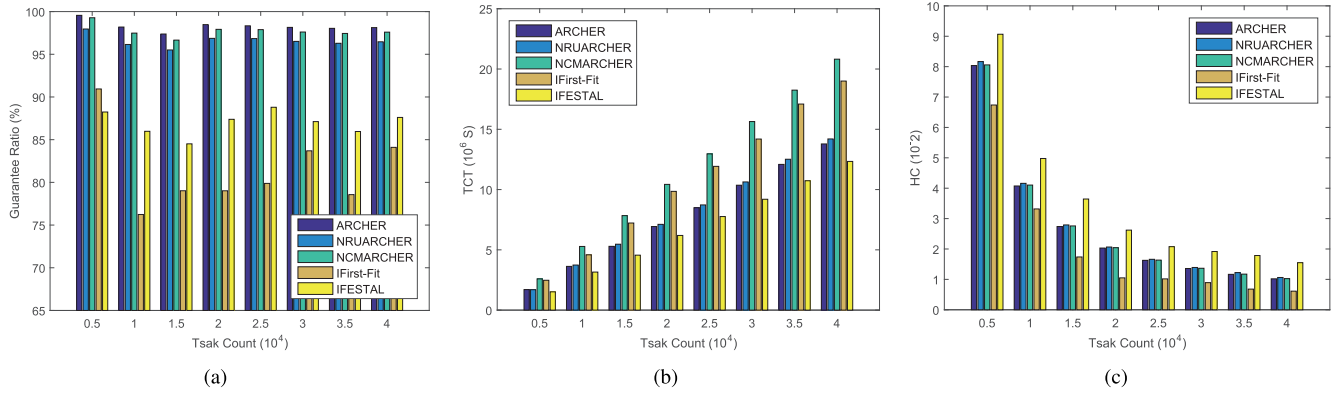 100
95
90
85
80
75
70
65
Guarantee Ratio (%)
ARCHER
NRUARCHER
NCMARCHER
IFirst-Fit
IFESTAL
0.5 1 1.5 2 2.5 3 3.5 4
Tsak Count (10^4)
(a)
25
20
15
10
5
0
TCT (10^6 S)
ARCHER
NRUARCHER
NCMARCHER
IFirst-Fit
IFESTAL
0.5 1 1.5 2 2.5 3 3.5 4
Tsak Count (10^4)
(b)
10
9
8
7
6
5
4
3
2
1
0
HC (10^-2)
ARCHER
NRUARCHER
NCMARCHER
IFirst-Fit
IFESTAL
0.5 1 1.5 2 2.5 3 3.5 4
Tsak Count (10^4)
(c)